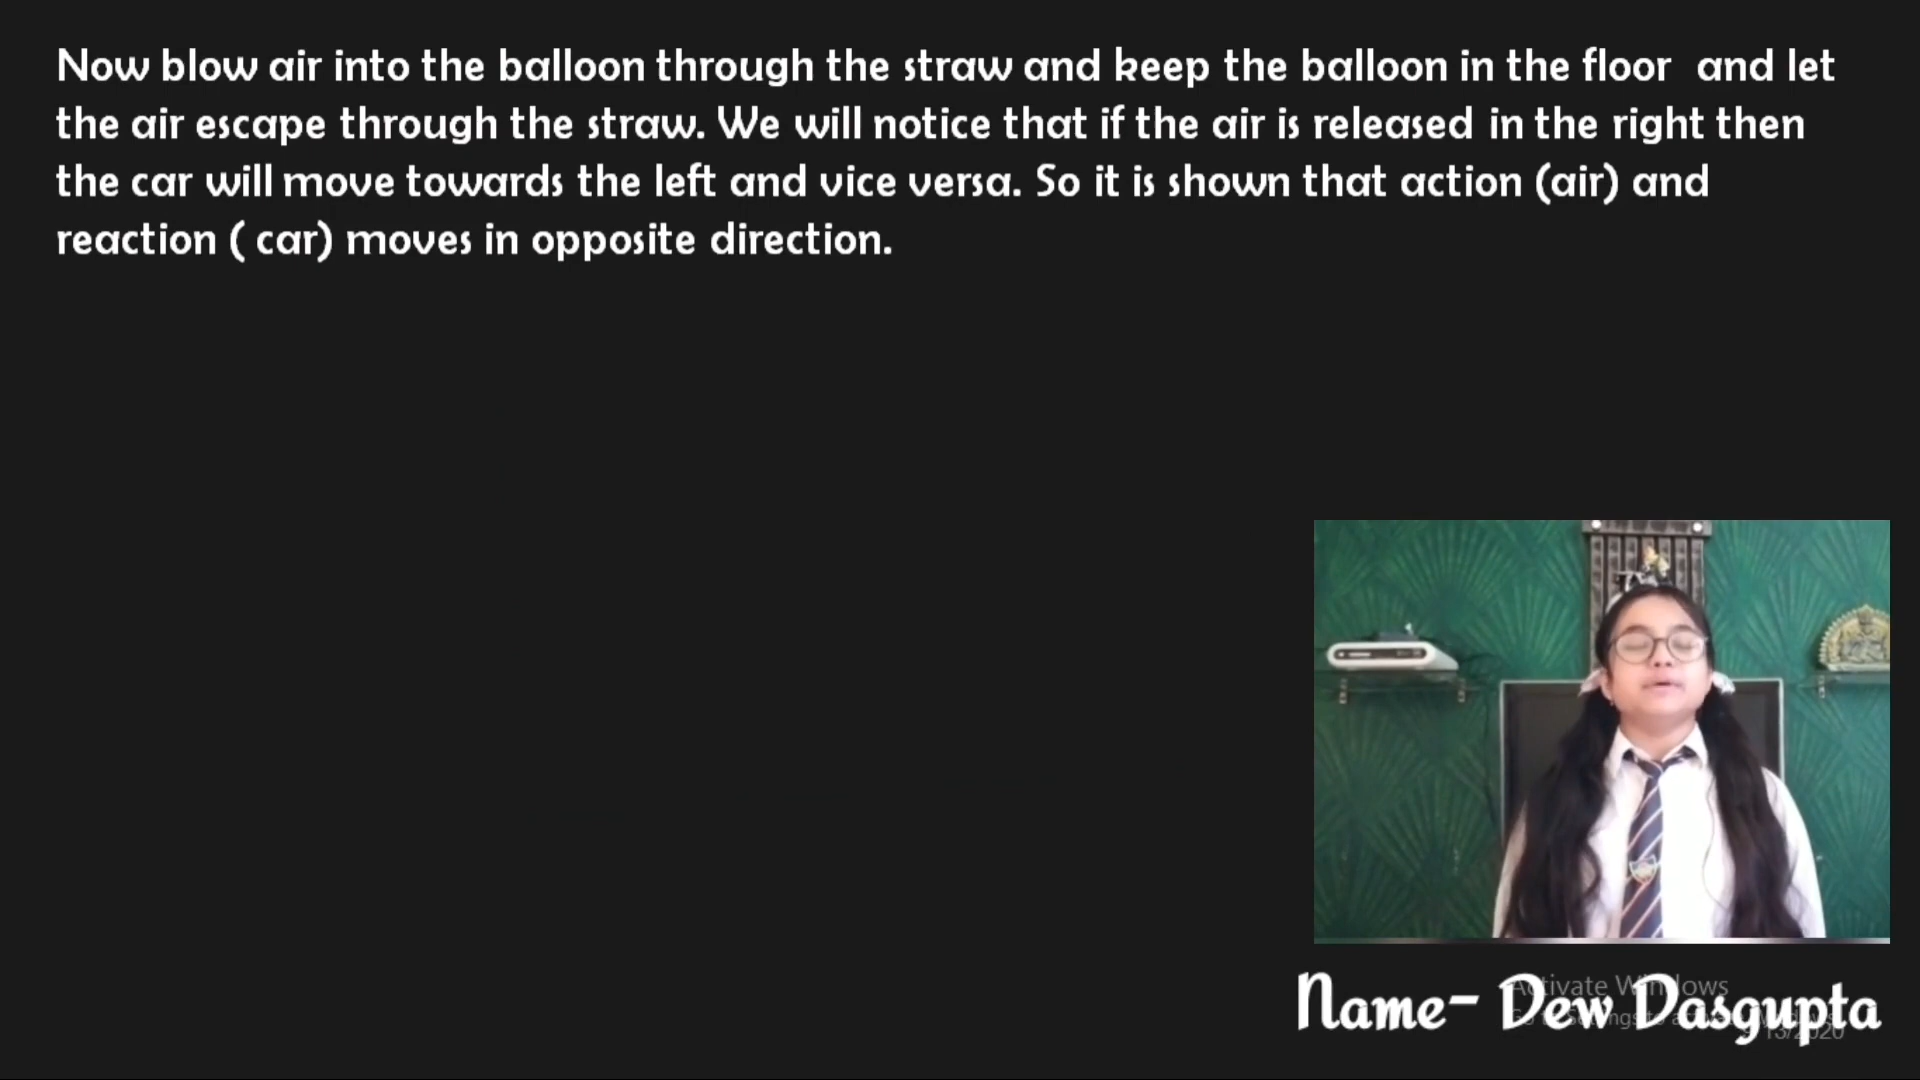 Now blow air into the balloon through the straw and keep the balloon in the floor  and let
the air escape through the straw. We will notice that if the air is released in the right then
the car will move towards the left and vice versa. So it is shown that action (air) and
reaction ( car) moves in opposite direction.
Activate Windows
Name- Dew Dasgupta